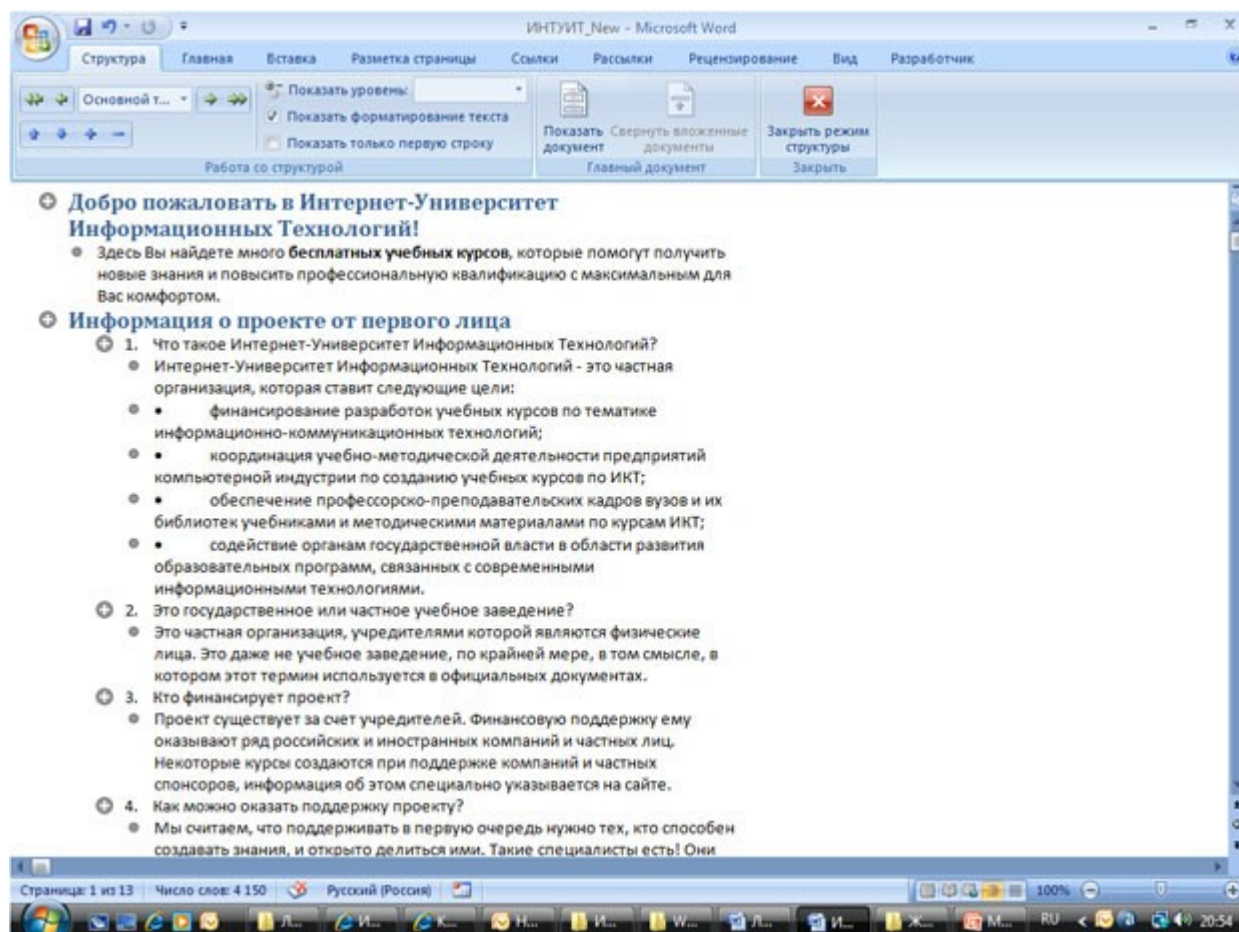 ИНТУИТ_New - Microsoft Word
Структура Главная Вставка Разметка страницы Ссылки Рассылки Рецензирование Вид Разработчик
Основной т...
Показать уровень:
Показать форматирование текста
Показать только первую строку
Показать документ
Свернуть вложенные документы
Закрыть режим структуры
Работа со структурой Главный документ Закрыть
Добро пожаловать в Интернет-Университет
Информационных Технологий!
Здесь Вы найдете много бесплатных учебных курсов, которые помогут получить
новые знания и повысить профессиональную квалификацию с максимальным для
Вас комфортом.
Информация о проекте от первого лица
1. Что такое Интернет-Университет Информационных Технологий?
Интернет-Университет Информационных Технологий - это частная
организация, которая ставит следующие цели:
• финансирование разработок учебных курсов по тематике
информационно-коммуникационных технологий;
• координация учебно-методической деятельности предприятий
компьютерной индустрии по созданию учебных курсов по ИКТ;
• обеспечение профессорско-преподавательских кадров вузов и их
библиотек учебниками и методическими материалами по курсам ИКТ;
• содействие органам государственной власти в области развития
образовательных программ, связанных с современными
информационными технологиями.
2. Это государственное или частное учебное заведение?
Это частная организация, учредителями которой являются физические
лица. Это даже не учебное заведение, по крайней мере, в том смысле, в
котором этот термин используется в официальных документах.
3. Кто финансирует проект?
Проект существует за счет учредителей. Финансовую поддержку ему
оказывают ряд российских и иностранных компаний и частных лиц.
Некоторые курсы создаются при поддержке компаний и частных
спонсоров, информация об этом специально указывается на сайте.
4. Как можно оказать поддержку проекту?
Мы считаем, что поддерживать в первую очередь нужно тех, кто способен
создавать знания, и открыто делиться ими. Такие специалисты есть! Они
Страница: 1 из 13 Число слов: 4 150 Русский (Россия) 100%
Л... И... К... Н... И... W... Л... И... Ж... М... RU 20:54